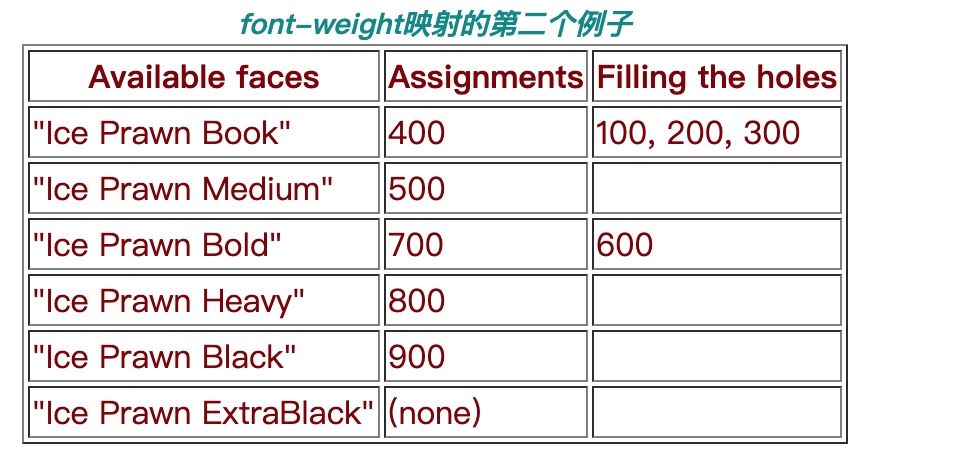 font-weight映射的第二个例子
Available faces Assignments Filling the holes
"Ice Prawn Book" 400 100, 200, 300
"Ice Prawn Medium" 500
"Ice Prawn Bold" 700 600
"Ice Prawn Heavy" 800
"Ice Prawn Black" 900
"Ice Prawn ExtraBlack" (none)